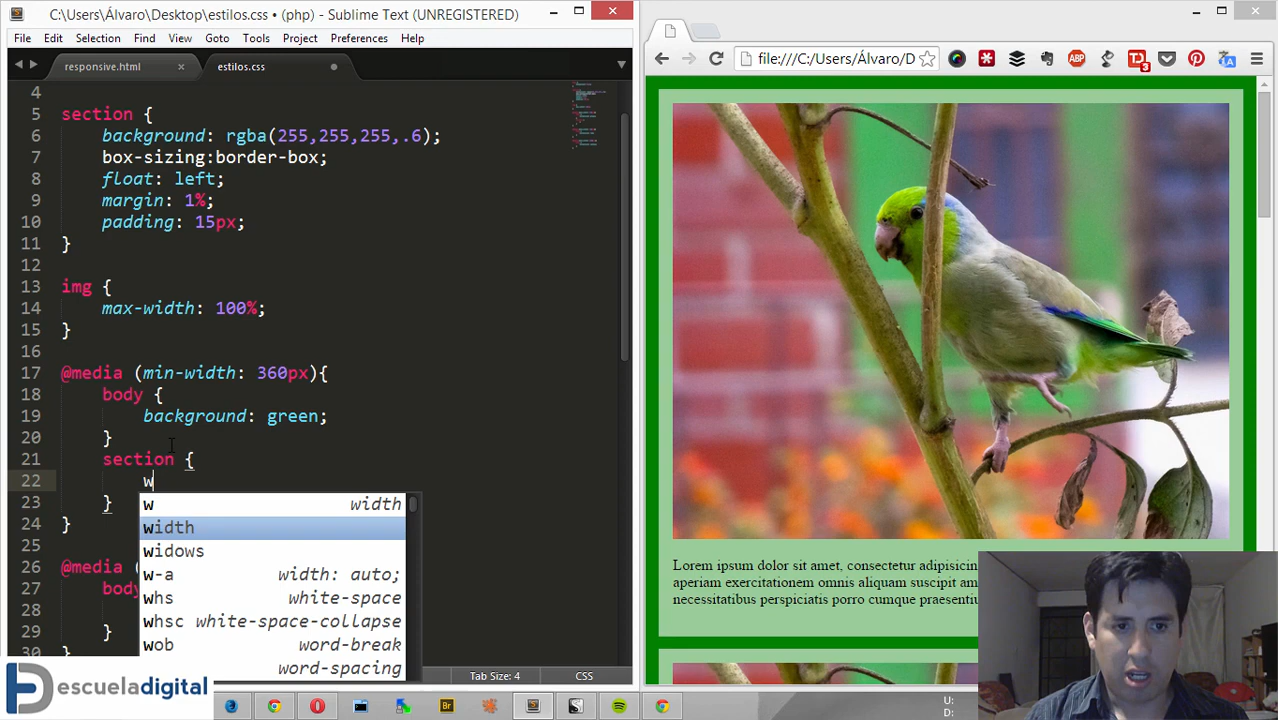 C:\Users\Álvaro\Desktop\estilos.css • (php) - Sublime Text (UNREGISTERED)
File Edit Selection Find View Goto Tools Project Preferences Help
responsive.html
estilos.css
4
5 section {
6 background: rgba(255,255,255,.6);
7 box-sizing:border-box;
8 float: left;
9 margin: 1%;
10 padding: 15px;
11 }
12
13 img {
14 max-width: 100%;
15 }
16
17 @media (min-width: 360px){
18 body {
19 background: green;
20 }
21 section {
22 w
23 }
24 }
25
26 @media (
27 body
28
29 }
30 }
w width
width
widows
w-a width: auto;
whs white-space
whsc white-space-collapse
wob word-break
word-spacing
Tab Size: 4 CSS
escueladigital
file:///C:/Users/Álvaro/D
ABP
3
Lorem ipsum dolor sit amet, consectetur adipisicin
aperiam exercitationem omnis aliquam suscipit am
necessitatibus perspiciatis porro cumque praesentiu
Br
U:
D: